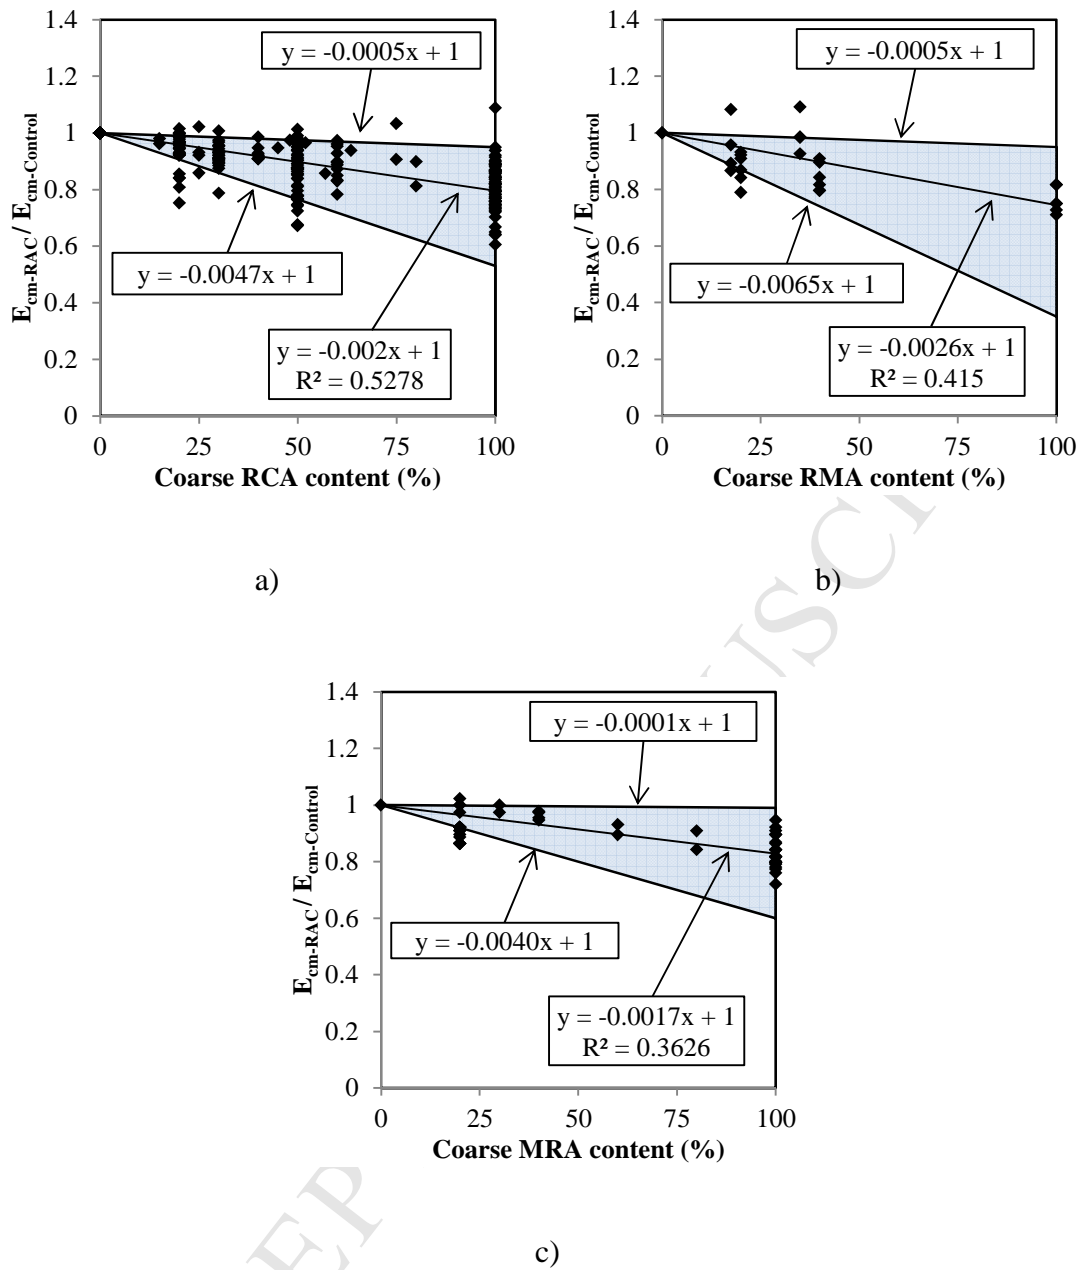 1.4
1.2
1
0.8
0.6
0.4
0.2
0
E_cm-RAC / E_cm-Control
y = -0.0005x + 1
y = -0.0047x + 1
y = -0.002x + 1
R² = 0.5278
0 25 50 75 100
Coarse RCA content (%)
a)
1.4
1.2
1
0.8
0.6
0.4
0.2
0
E_cm-RAC / E_cm-Control
y = -0.0005x + 1
y = -0.0065x + 1
y = -0.0026x + 1
R² = 0.415
0 25 50 75 100
Coarse RMA content (%)
b)
1.4
1.2
1
0.8
0.6
0.4
0.2
0
E_cm-RAC / E_cm-Control
y = -0.0001x + 1
y = -0.0040x + 1
y = -0.0017x + 1
R² = 0.3626
0 25 50 75 100
Coarse MRA content (%)
c)